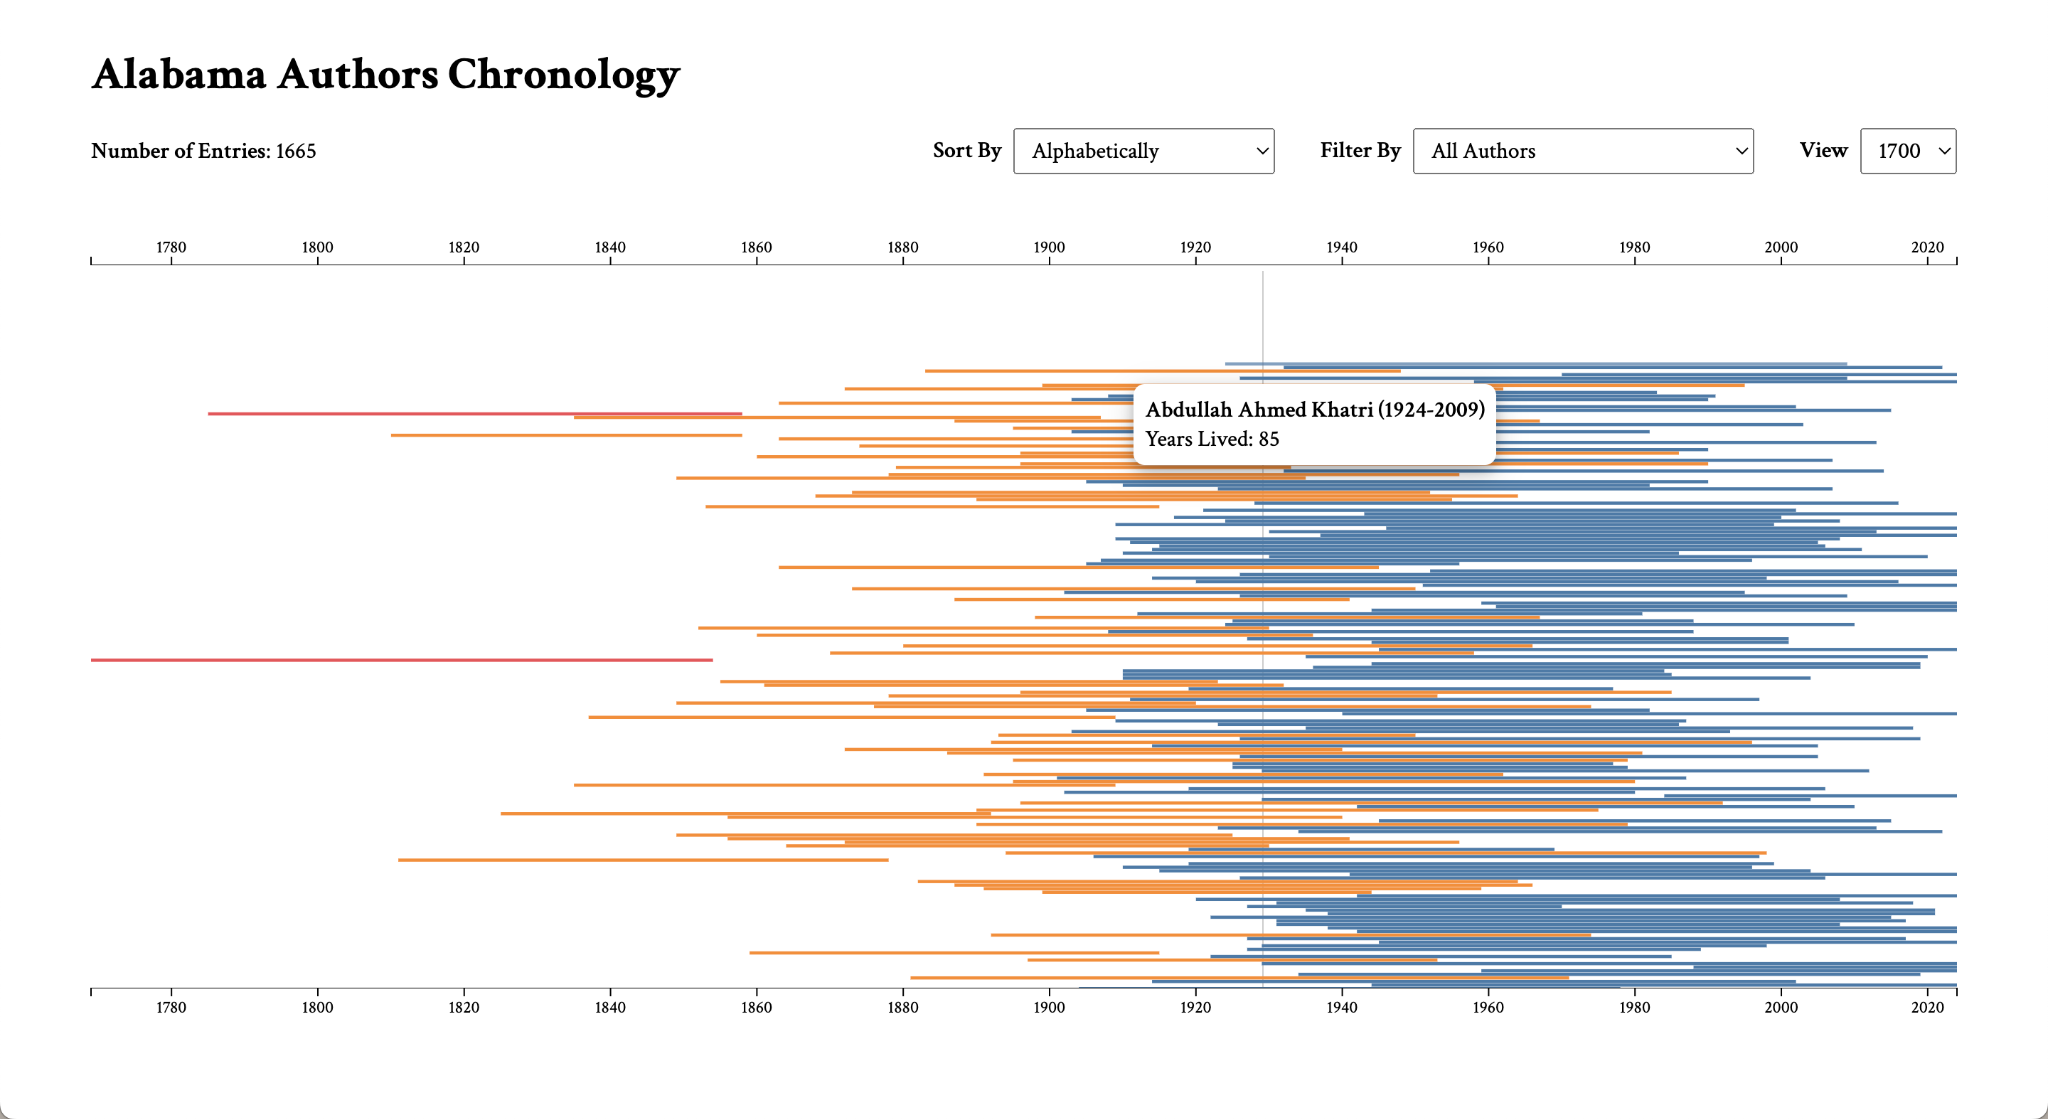 Alabama Authors Chronology
Number of Entries: 1665
Sort By Alphabetically Filter By All Authors View 1700
1780 1800 1820 1840 1860 1880 1900 1920 1940 1960 1980 2000 2020
Abdullah Ahmed Khatri (1924-2009)
Years Lived: 85
1780 1800 1820 1840 1860 1880 1900 1920 1940 1960 1980 2000 2020